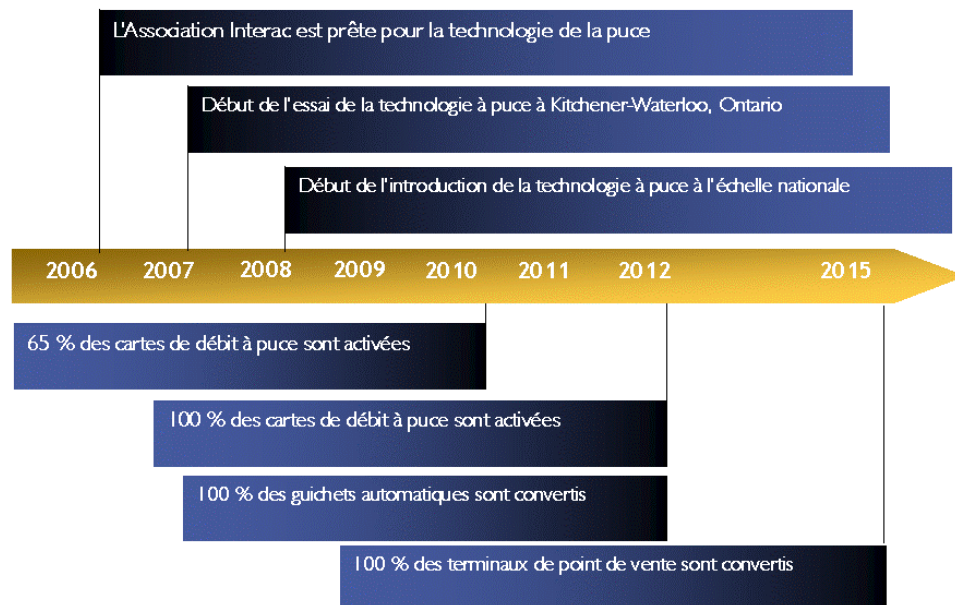 L'Association Interac est prête pour la technologie de la puce
Début de l'essai de la technologie à puce à Kitchener-Waterloo, Ontario
Début de l'introduction de la technologie à puce à l'échelle nationale
2006 2007 2008 2009 2010 2011 2012 2015
65 % des cartes de débit à puce sont activées
100 % des cartes de débit à puce sont activées
100 % des guichets automatiques sont convertis
100 % des terminaux de point de vente sont convertis